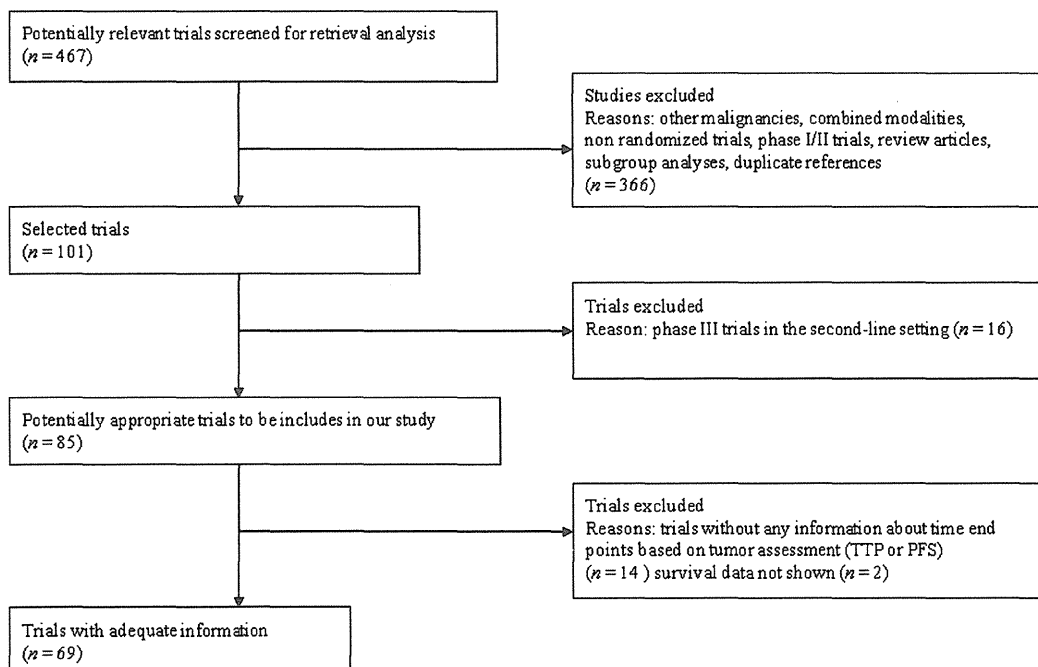 Potentially relevant trials screened for retrieval analysis
(n = 467)
Studies excluded
Reasons: other malignancies, combined modalities,
non randomized trials, phase I/II trials, review articles,
subgroup analyses, duplicate references
(n = 366)
Selected trials
(n = 101)
Trials excluded
Reason: phase III trials in the second-line setting (n = 16)
Potentially appropriate trials to be includes in our study
(n = 85)
Trials excluded
Reasons: trials without any information about time end
points based on tumor assessment (TTP or PFS)
(n = 14 ) survival data not shown (n = 2)
Trials with adequate information
(n = 69)